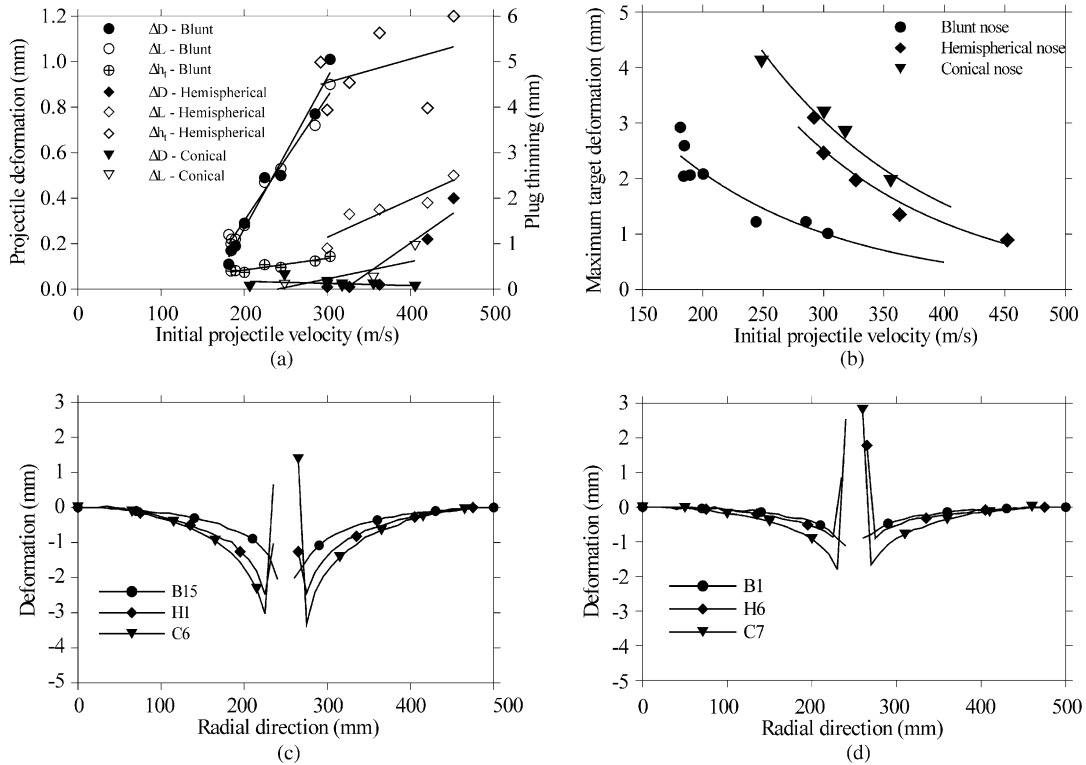 1.2
1.0
0.8
0.6
0.4
0.2
0.0
Projectile deformation (mm)
ΔD - Blunt
ΔL - Blunt
Δhₜ - Blunt
ΔD - Hemispherical
ΔL - Hemispherical
Δhₜ - Hemispherical
ΔD - Conical
ΔL - Conical
6
5
4
3
2
1
0
Plug thinning (mm)
0 100 200 300 400 500
Initial projectile velocity (m/s)
(a)
5
4
3
2
1
0
Maximum target deformation (mm)
Blunt nose
Hemispherical nose
Conical nose
150 200 250 300 350 400 450 500
Initial projectile velocity (m/s)
(b)
3
2
1
0
-1
-2
-3
-4
-5
Deformation (mm)
B15
H1
C6
0 100 200 300 400 500
Radial direction (mm)
(c)
3
2
1
0
-1
-2
-3
-4
-5
Deformation (mm)
B1
H6
C7
0 100 200 300 400 500
Radial direction (mm)
(d)